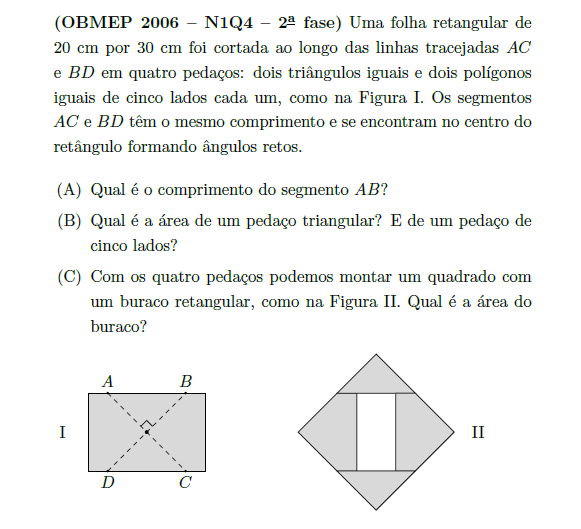 (OBMEP 2006 – N1Q4 – 2ª fase) Uma folha retangular de
20 cm por 30 cm foi cortada ao longo das linhas tracejadas AC
e BD em quatro pedaços: dois triângulos iguais e dois polígonos
iguais de cinco lados cada um, como na Figura I. Os segmentos
AC e BD têm o mesmo comprimento e se encontram no centro do
retângulo formando ângulos retos.
(A) Qual é o comprimento do segmento AB?
(B) Qual é a área de um pedaço triangular? E de um pedaço de
cinco lados?
(C) Com os quatro pedaços podemos montar um quadrado com
um buraco retangular, como na Figura II. Qual é a área do
buraco?
A B
I II
D C